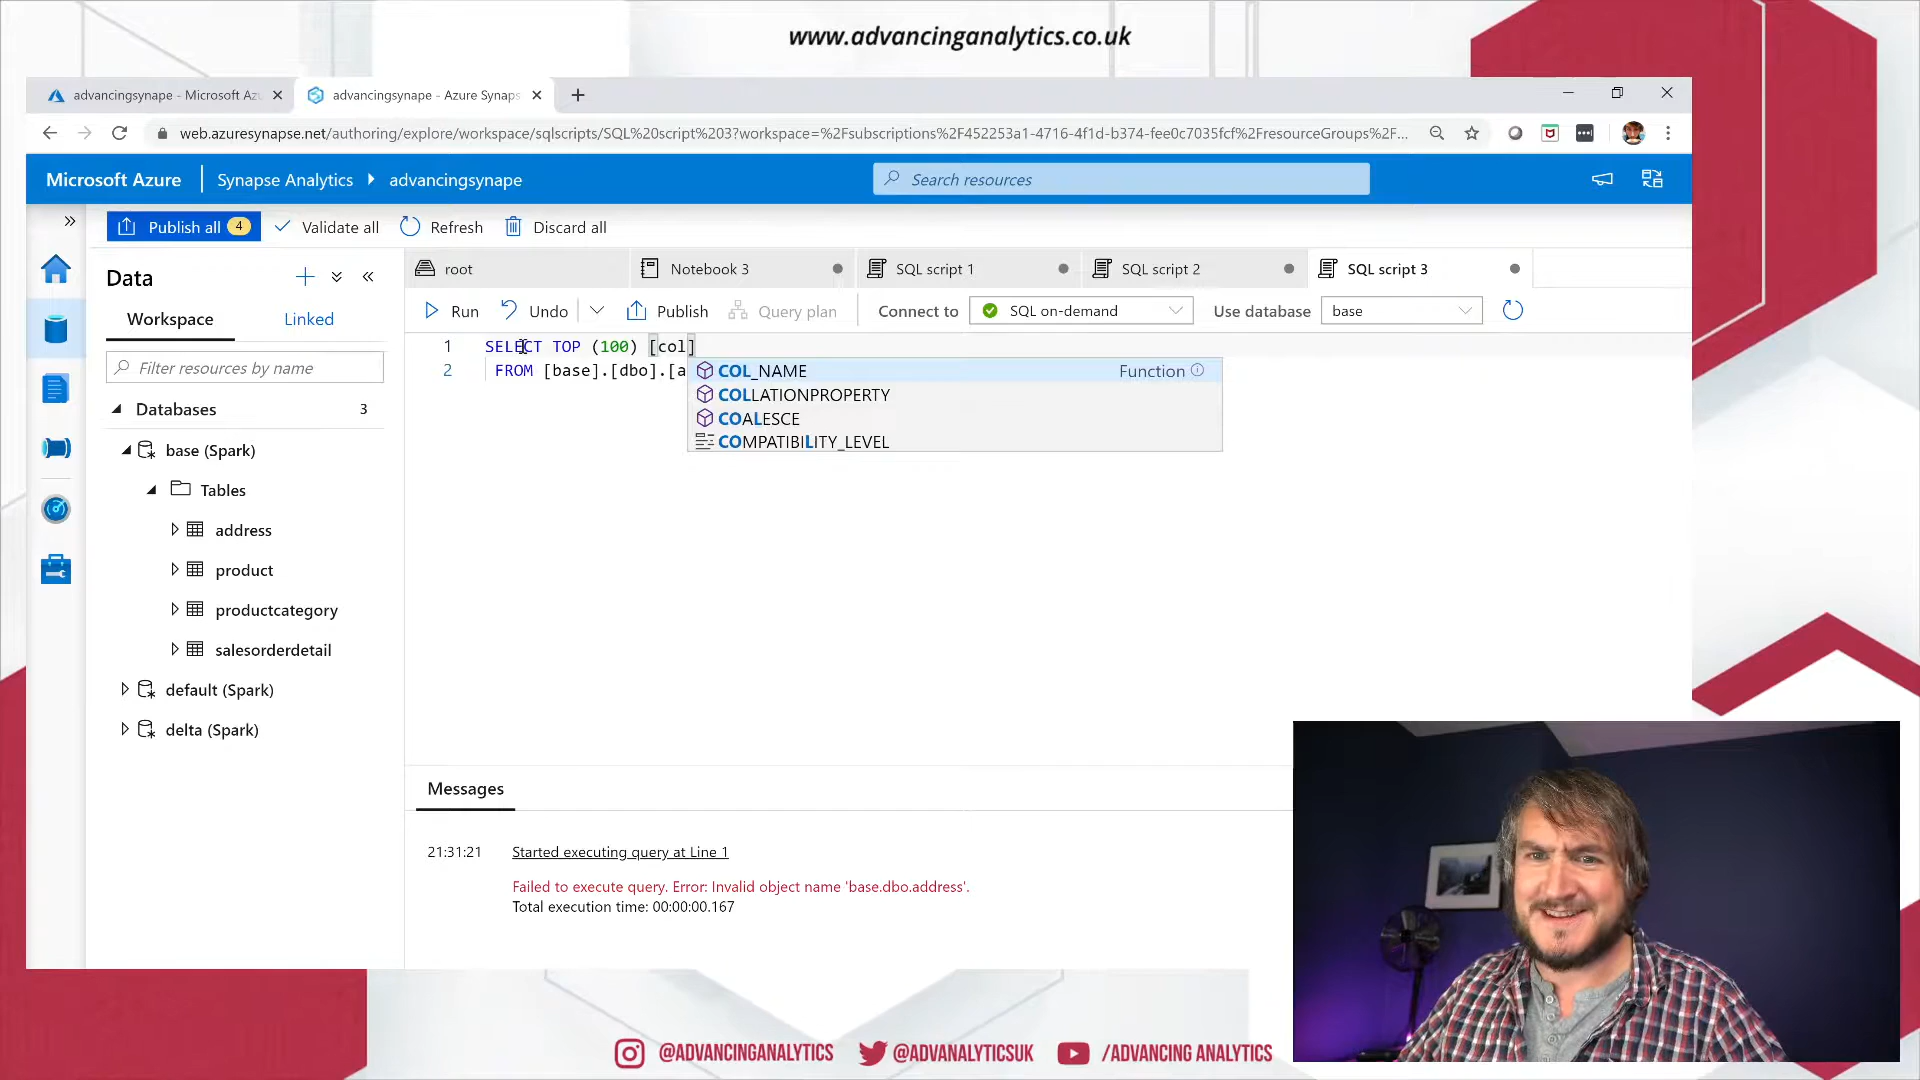 www.advancinganalytics.co.uk
advancingsynape - Microsoft Az
advancingsynape - Azure Synaps
web.azuresynapse.net/authoring/explore/workspace/sqlscripts/SQL%20script%203?workspace=%2Fsubscriptions%2F452253a1-4716-4f1d-b374-fee0c7035fcf%2FresourceGroups%2F...
Microsoft Azure
Synapse Analytics
advancingsynape
Search resources
Publish all 4
Validate all
Refresh
Discard all
Data
root
Notebook 3
SQL script 1
SQL script 2
SQL script 3
Workspace
Linked
Run
Undo
Publish
Query plan
Connect to
SQL on-demand
Use database
base
Filter resources by name
1 SELECT TOP (100) [col]
2 FROM [base].[dbo].[a
COL_NAME Function
COLLATIONPROPERTY
COALESCE
COMPATIBILITY_LEVEL
Databases 3
base (Spark)
Tables
address
product
productcategory
salesorderdetail
default (Spark)
delta (Spark)
Messages
21:31:21 Started executing query at Line 1
Failed to execute query. Error: Invalid object name 'base.dbo.address'.
Total execution time: 00:00:00.167
@ADVANCINGANALYTICS
@ADVANALYTICSUK
/ADVANCING ANALYTICS